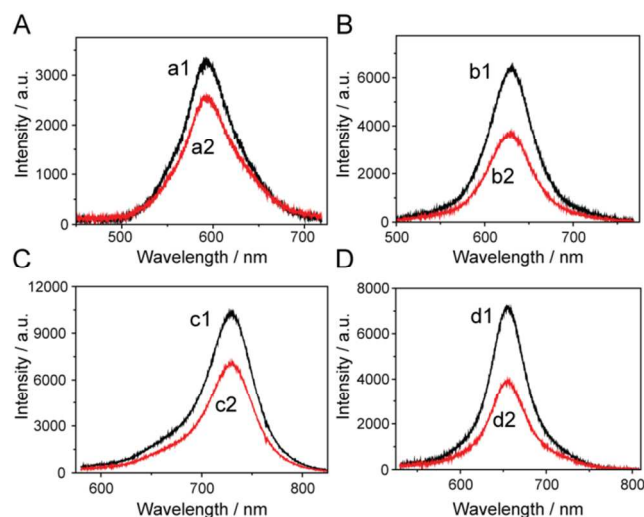 A
Intensity / a.u.
3000
2000
1000
0
a1
a2
500 600 700
Wavelength / nm
B
Intensity / a.u.
6000
4000
2000
0
b1
b2
500 600 700
Wavelength / nm
C
Intensity / a.u.
12000
9000
6000
3000
0
c1
c2
600 700 800
Wavelength / nm
D
Intensity / a.u.
8000
6000
4000
2000
0
d1
d2
600 700 800
Wavelength / nm